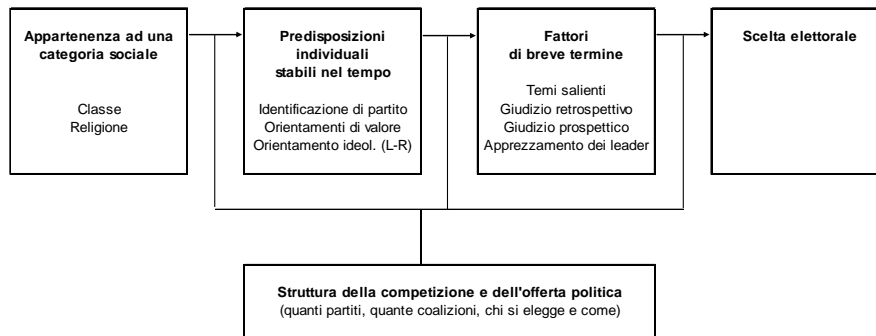 Appartenenza ad una
categoria sociale
Classe
Religione
Predisposizioni
individuali
stabili nel tempo
Identificazione di partito
Orientamenti di valore
Orientamento ideol. (L-R)
Fattori
di breve termine
Temi salienti
Giudizio retrospettivo
Giudizio prospettico
Apprezzamento dei leader
Scelta elettorale
Struttura della competizione e dell'offerta politica
(quanti partiti, quante coalizioni, chi si elegge e come)